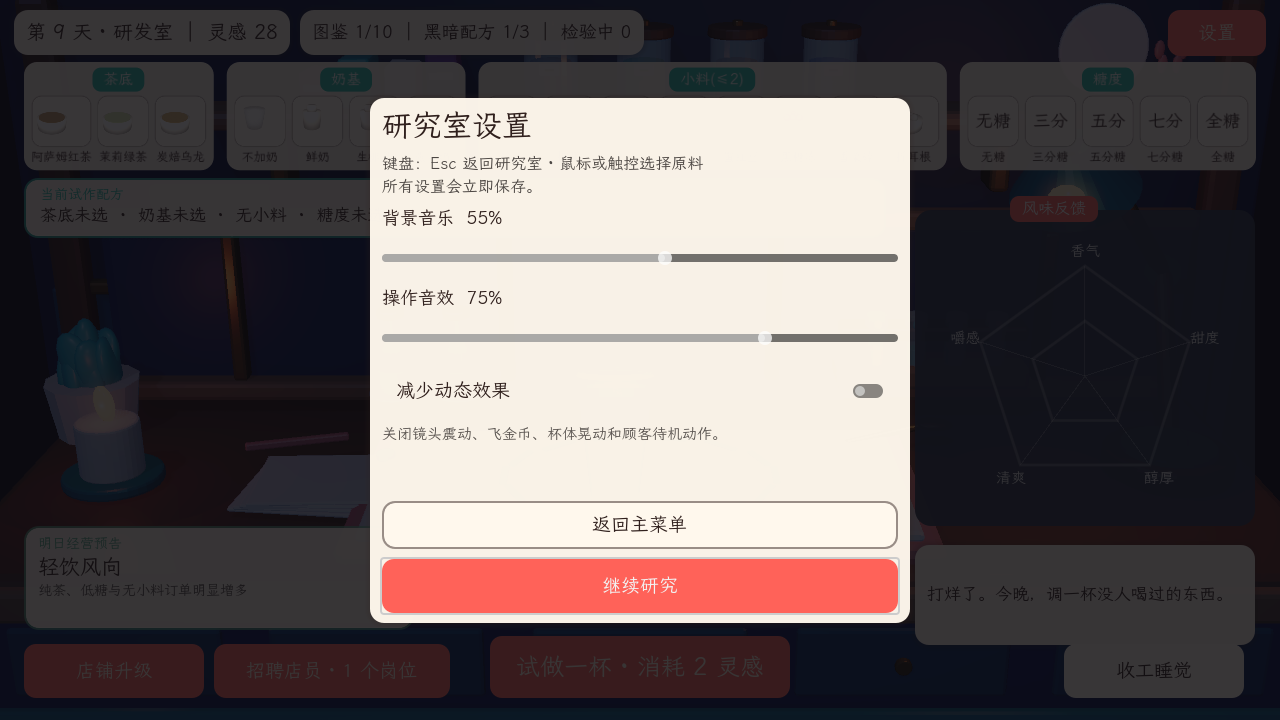 第 9 天・研发室 ｜ 灵感 28
图鉴 1/10 ｜ 黑暗配方 1/3 ｜ 检验中 0
设置
茶底
奶基
小料(≤2)
糖度
无糖 三分 五分 七分 全糖
阿萨姆红茶 茉莉绿茶 炭焙乌龙
不加奶 鲜奶
无糖 三分糖 五分糖 七分糖 全糖
当前试作配方
茶底未选 ・ 奶基未选 ・ 无小料 ・ 糖度未
研究室设置
键盘：Esc 返回研究室・鼠标或触控选择原料
所有设置会立即保存。
背景音乐 55%
操作音效 75%
减少动态效果
关闭镜头震动、飞金币、杯体晃动和顾客待机动作。
返回主菜单
继续研究
风味反馈
香气
嚼感
甜度
清爽
醇厚
明日经营预告
轻饮风向
纯茶、低糖与无小料订单明显增多
打烊了。今晚，调一杯没人喝过的东西。
店铺升级
招聘店员・1 个岗位
试做一杯・消耗 2 灵感
收工睡觉